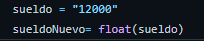 sueldo = "12000"
sueldoNuevo= float(sueldo)